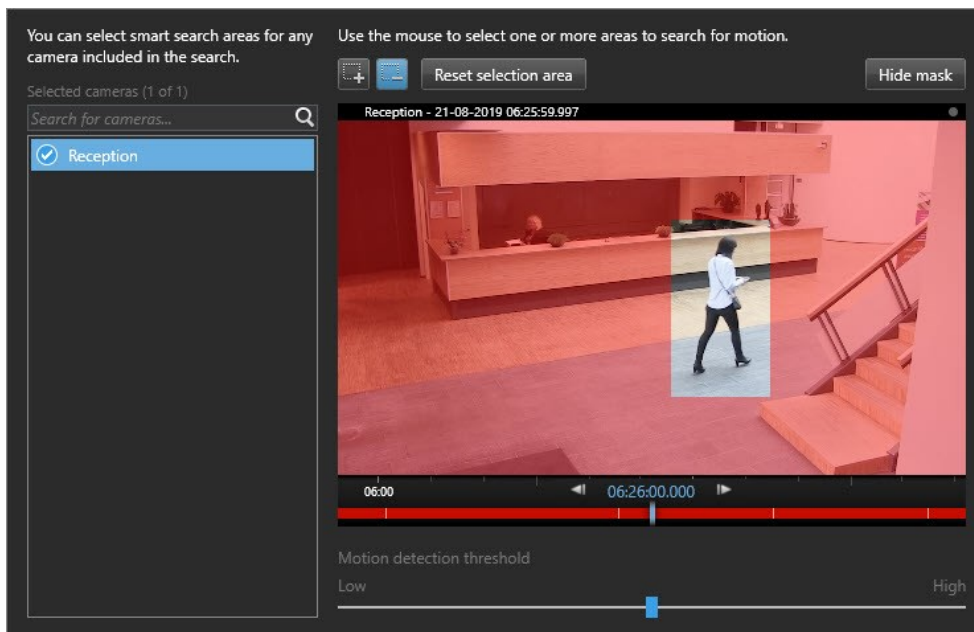 You can select smart search areas for any
camera included in the search.
Selected cameras (1 of 1)
Search for cameras...
Reception
Use the mouse to select one or more areas to search for motion.
Reset selection area
Hide mask
Reception - 21-08-2019 06:25:59.997
06:00
06:26:00.000
Motion detection threshold
Low
High